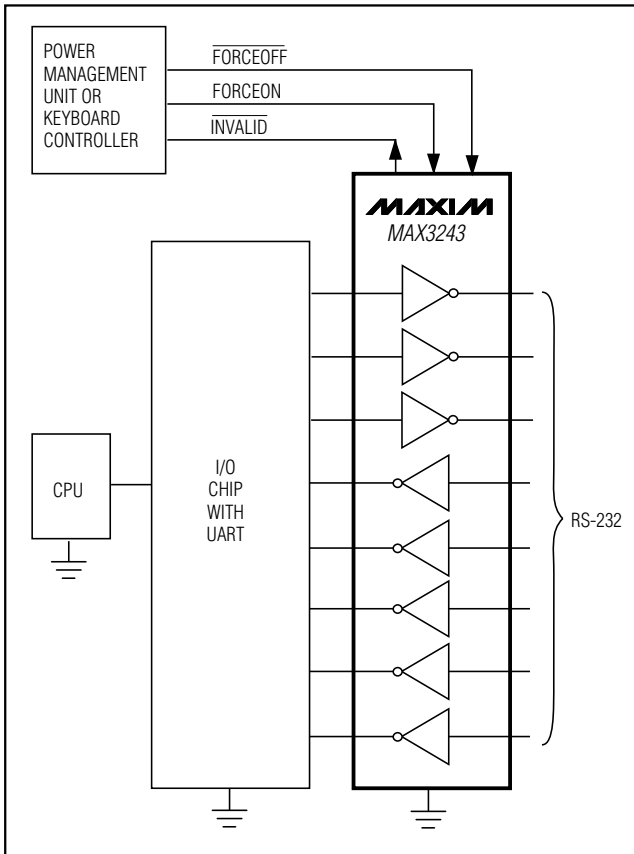 POWER
MANAGEMENT
UNIT OR
KEYBOARD
CONTROLLER
FORCEOFF
FORCEON
INVALID
MAXIM
MAX3243
CPU
I/O
CHIP
WITH
UART
RS-232